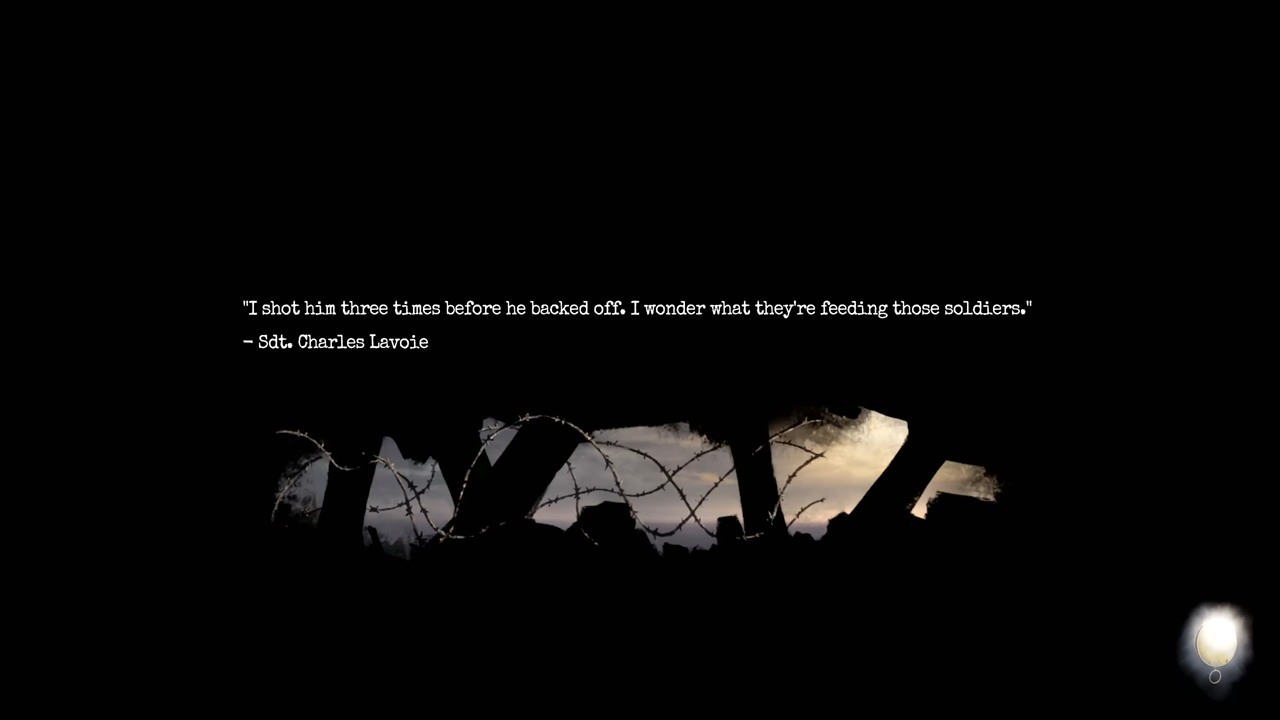 "I shot him three times before he backed off. I wonder what they're feeding those soldiers."
– Sdt. Charles Lavoie